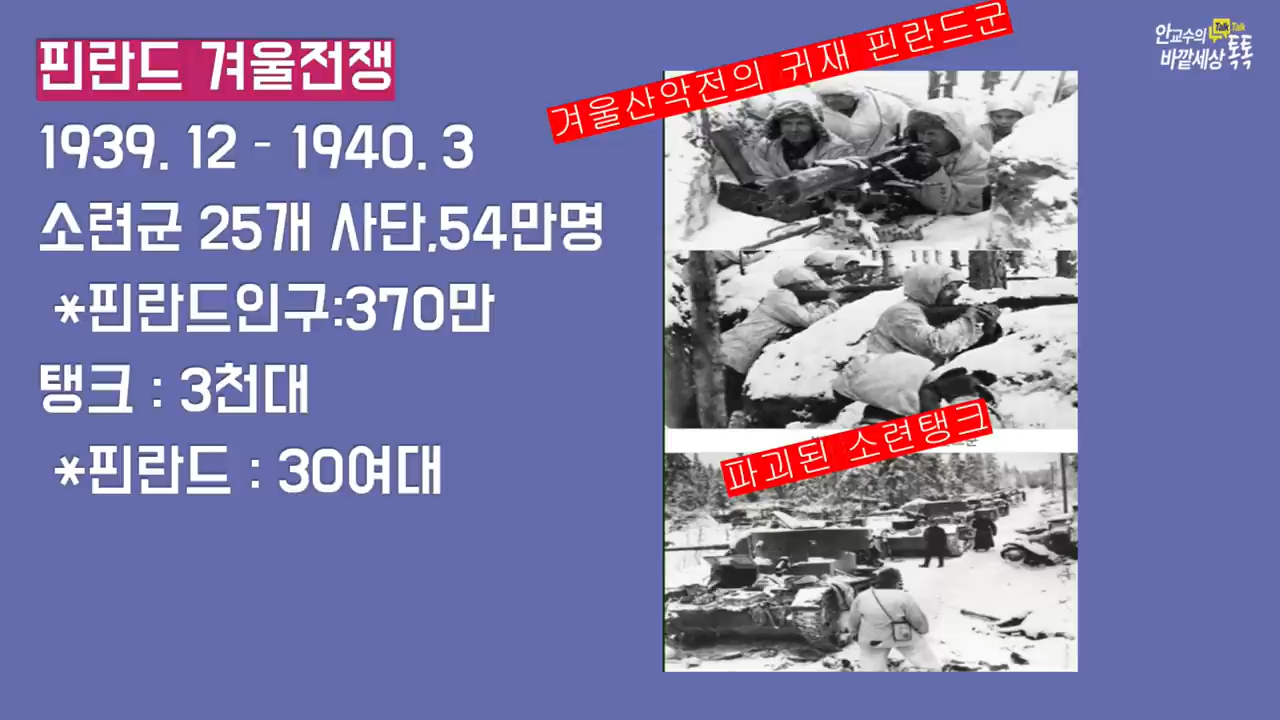 핀란드 겨울전쟁
1939. 12 - 1940. 3
소련군 25개 사단,54만명
*핀란드인구:370만
탱크 : 3천대
*핀란드 : 30여대
겨울산악전의 귀재 핀란드군
파괴된 소련탱크
안교수의 Talk Talk
바깥세상 톡톡